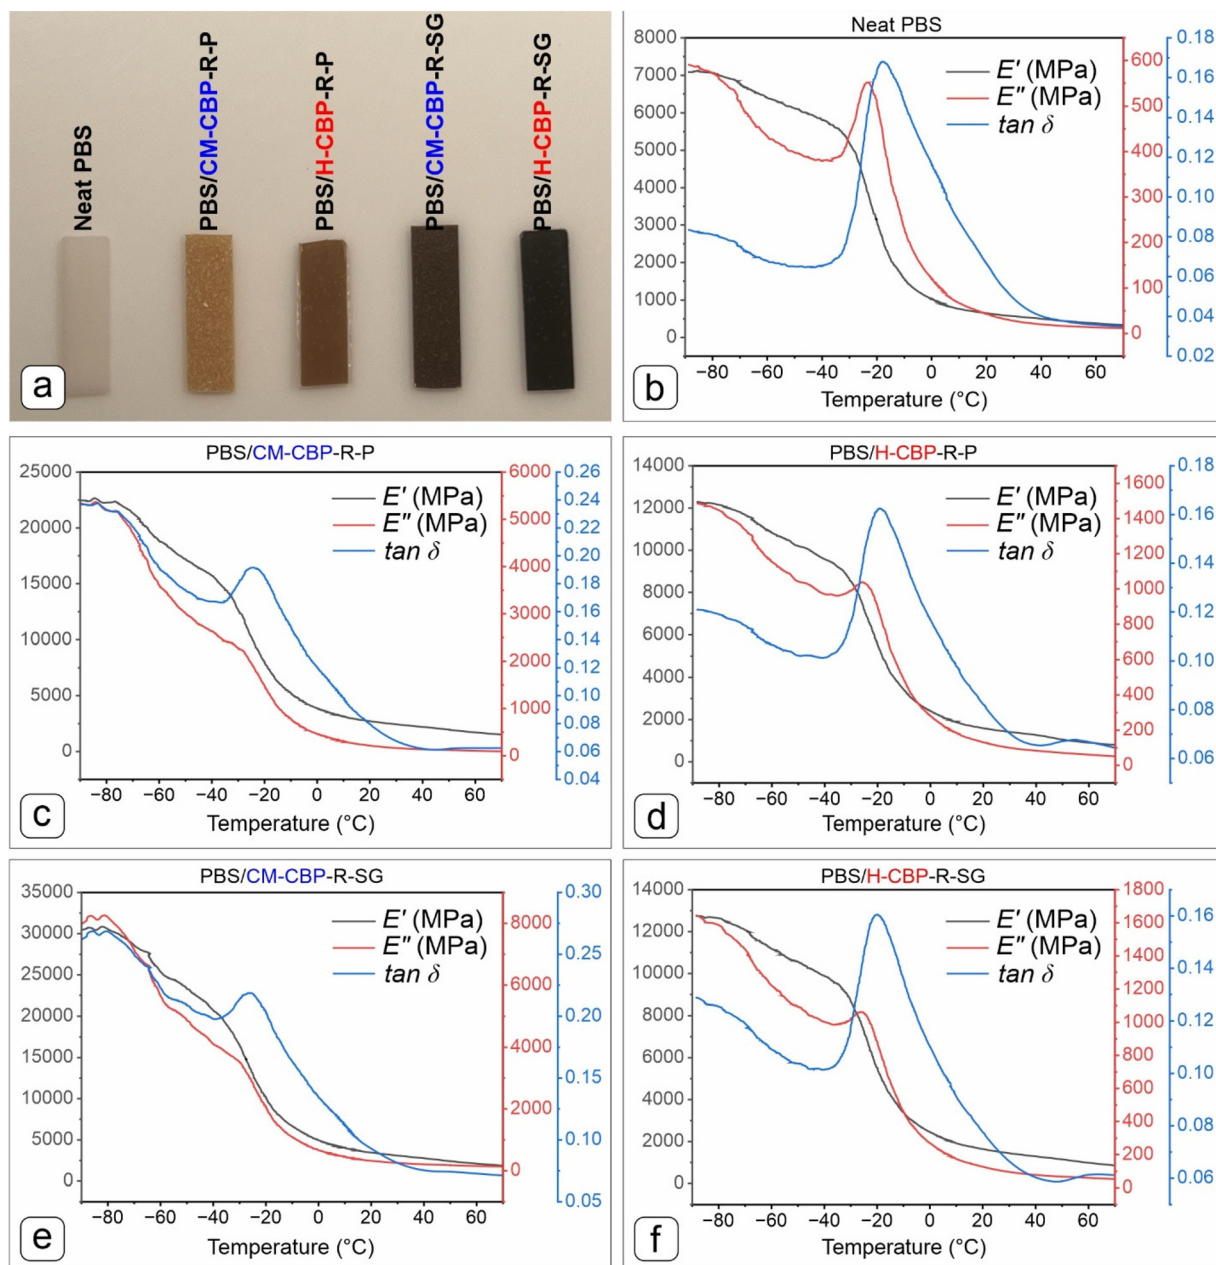 Neat PBS
PBS/CM-CBP-R-P
PBS/H-CBP-R-P
PBS/CM-CBP-R-SG
PBS/H-CBP-R-SG
a
Neat PBS
E′ (MPa)
E″ (MPa)
tan δ
8000
7000
6000
5000
4000
3000
2000
1000
0
600
500
400
300
200
100
0
0.18
0.16
0.14
0.12
0.10
0.08
0.06
0.04
0.02
−80 −60 −40 −20 0 20 40 60
Temperature (°C)
b
PBS/CM-CBP-R-P
E′ (MPa)
E″ (MPa)
tan δ
25000
20000
15000
10000
5000
0
6000
5000
4000
3000
2000
1000
0
0.26
0.24
0.22
0.20
0.18
0.16
0.14
0.12
0.10
0.08
0.06
0.04
−80 −60 −40 −20 0 20 40 60
Temperature (°C)
c
PBS/H-CBP-R-P
E′ (MPa)
E″ (MPa)
tan δ
14000
12000
10000
8000
6000
4000
2000
0
1600
1400
1200
1000
800
600
400
200
0
0.18
0.16
0.14
0.12
0.10
0.08
0.06
−80 −60 −40 −20 0 20 40 60
Temperature (°C)
d
PBS/CM-CBP-R-SG
E′ (MPa)
E″ (MPa)
tan δ
35000
30000
25000
20000
15000
10000
5000
0
8000
6000
4000
2000
0
0.30
0.25
0.20
0.15
0.10
0.05
−80 −60 −40 −20 0 20 40 60
Temperature (°C)
e
PBS/H-CBP-R-SG
E′ (MPa)
E″ (MPa)
tan δ
14000
12000
10000
8000
6000
4000
2000
0
1800
1600
1400
1200
1000
800
600
400
200
0
0.16
0.14
0.12
0.10
0.08
0.06
−80 −60 −40 −20 0 20 40 60
Temperature (°C)
f